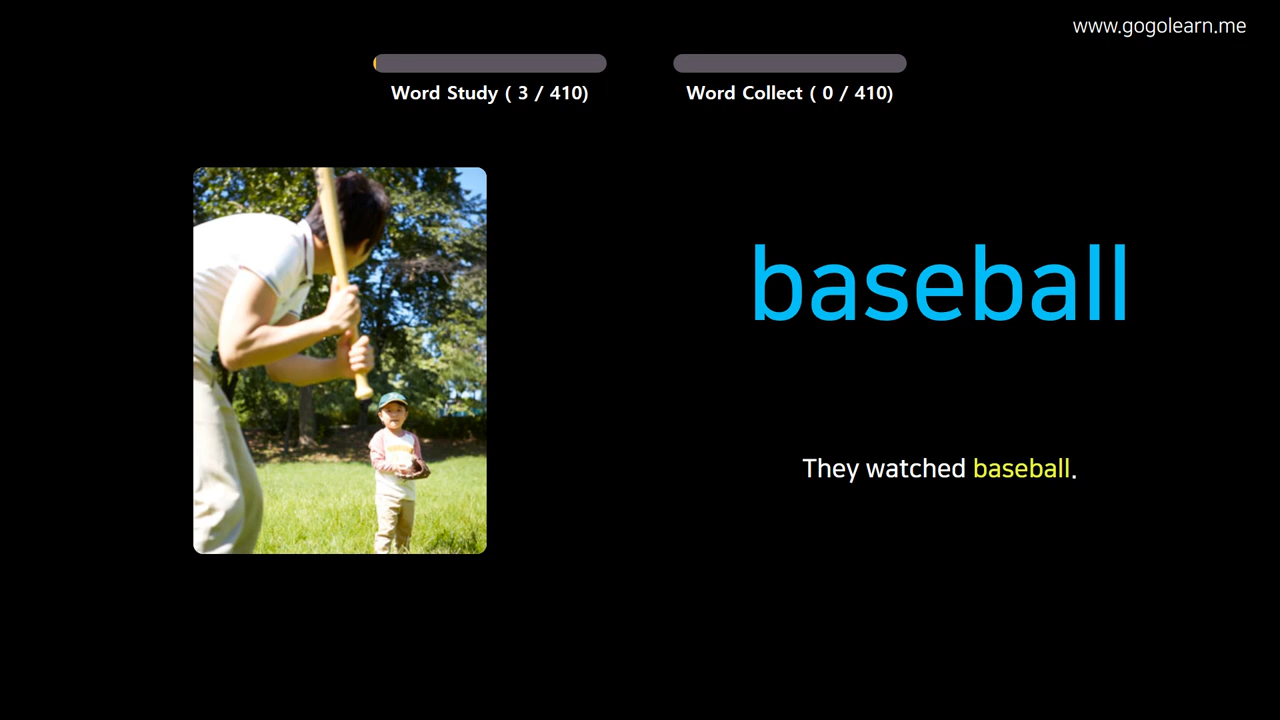 www.gogolearn.me
Word Study ( 3 / 410)
Word Collect ( 0 / 410)
baseball
They watched baseball.